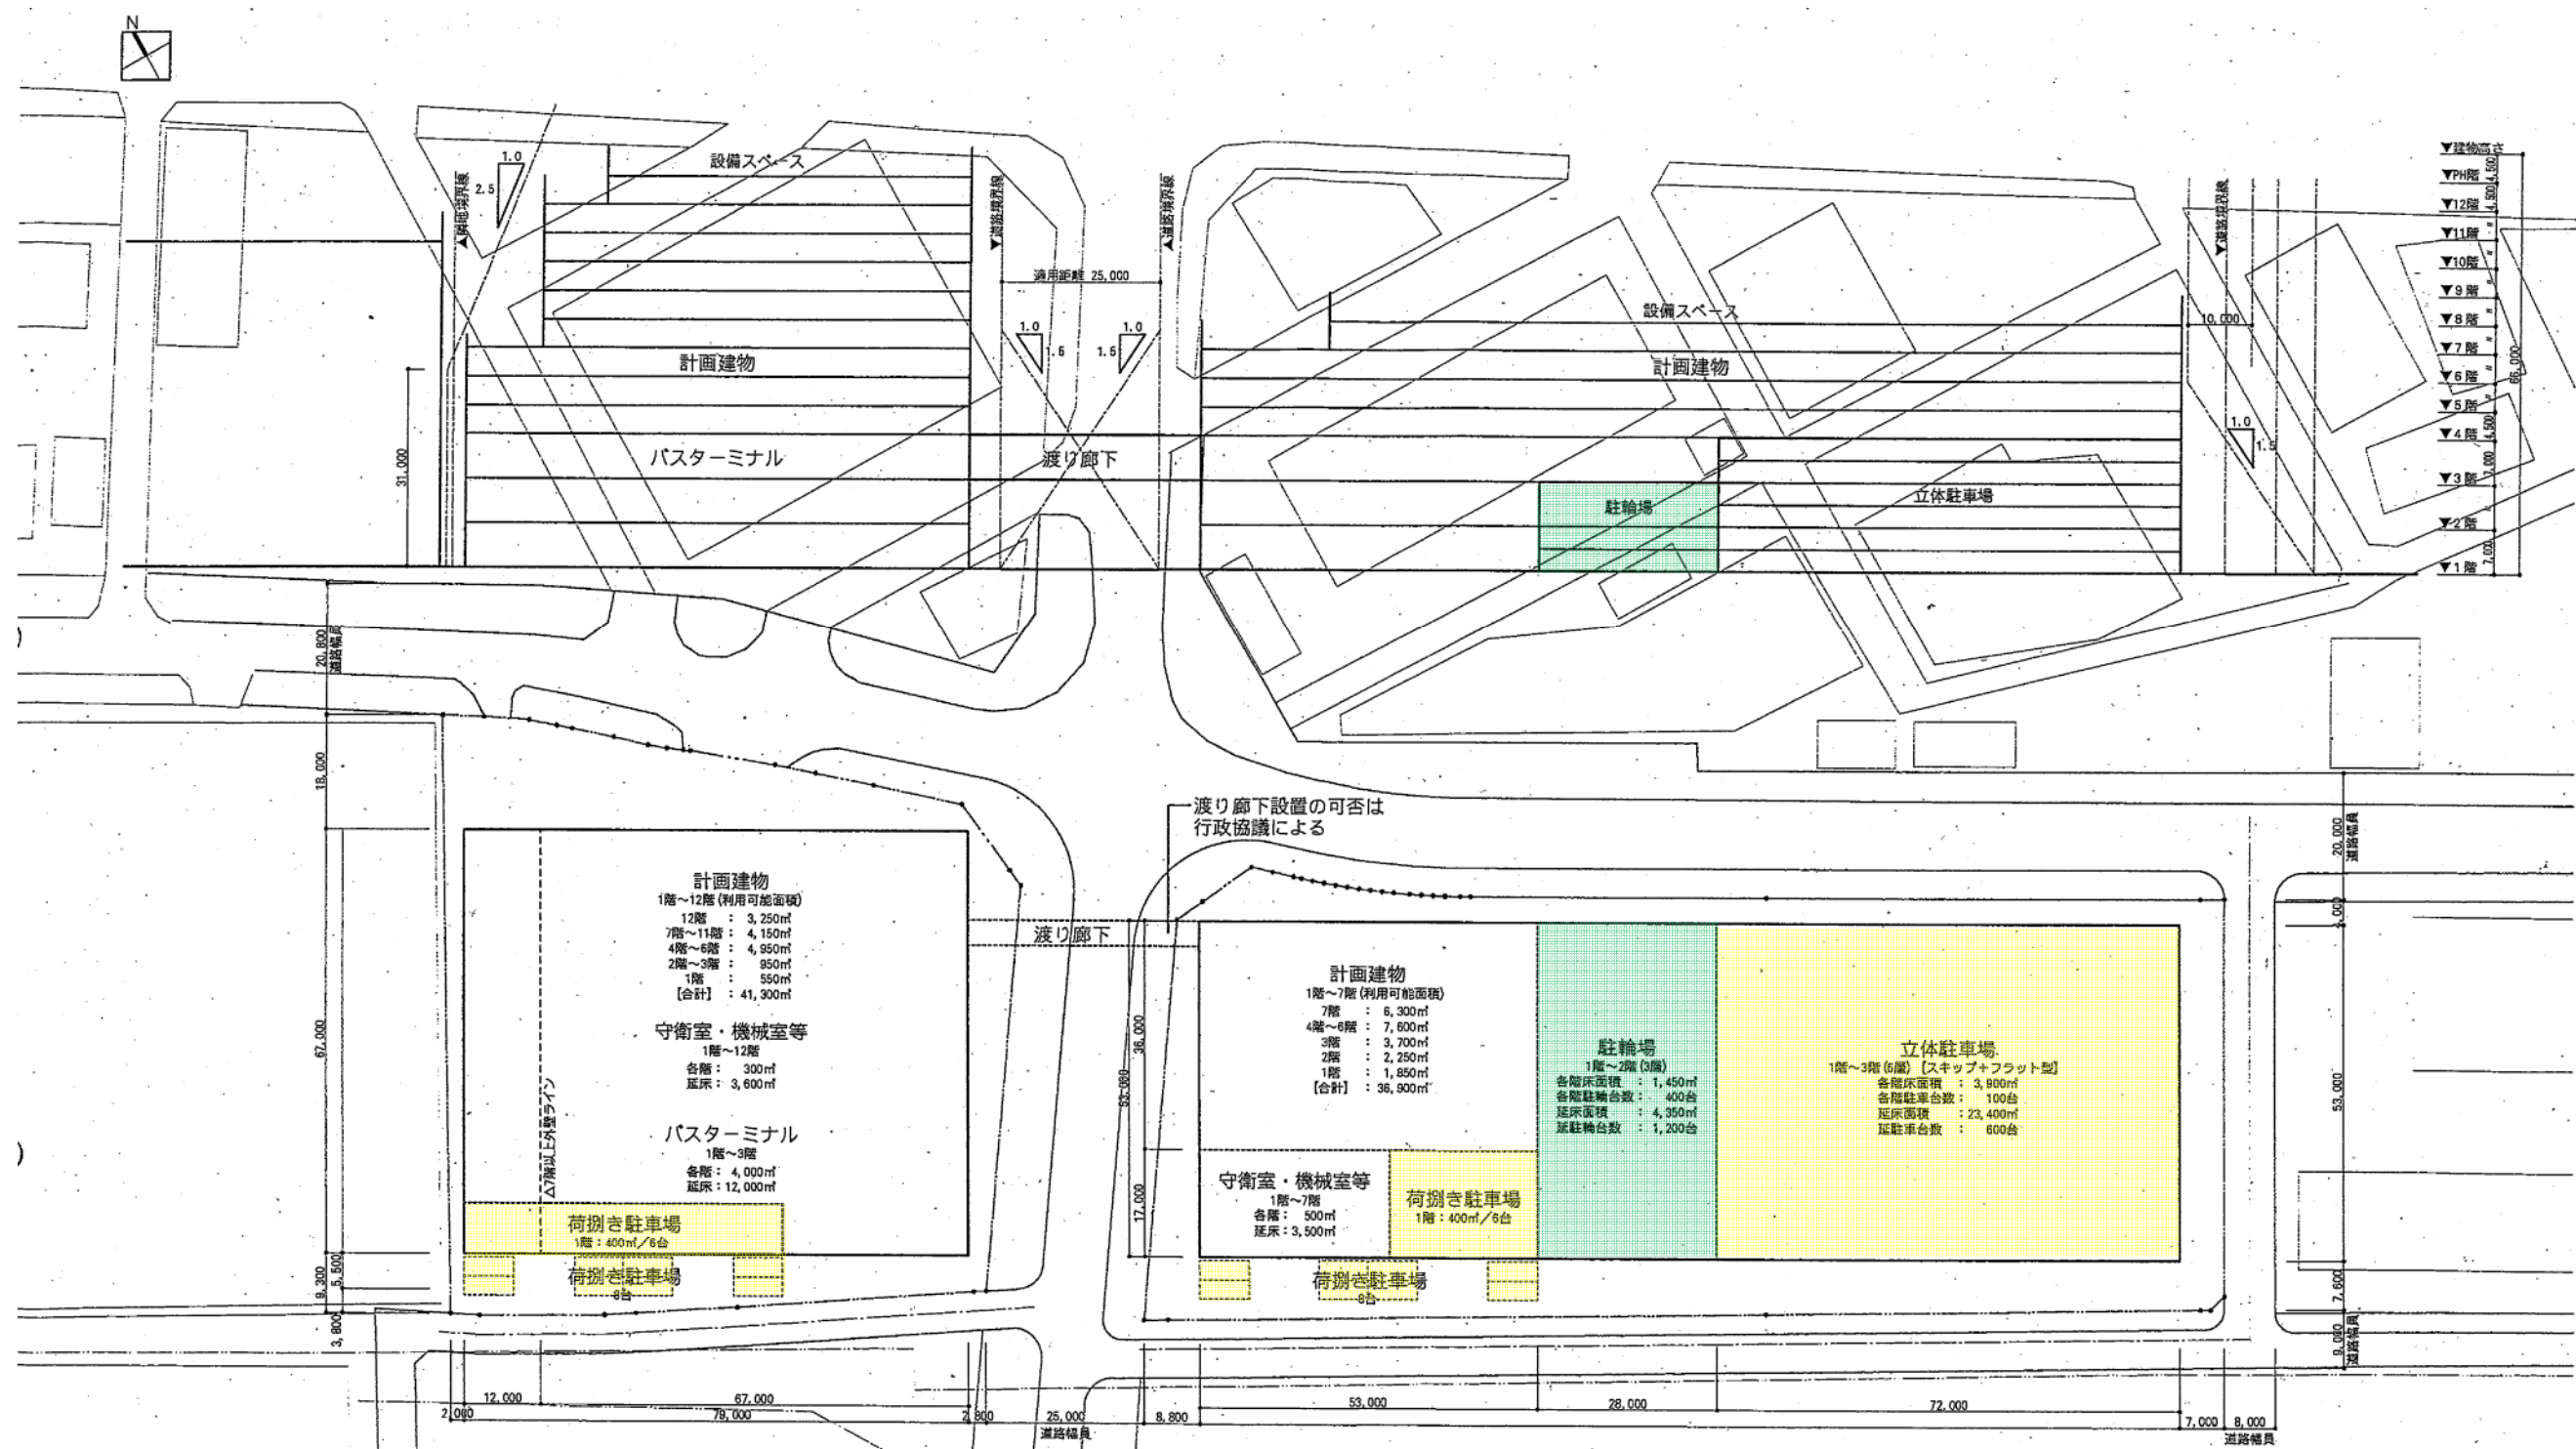 N
1.0
2.5
設備スペース
▲隣地境界線
▼道路境界線
▲道路境界線
適用距離 25,000
1.0
1.5
1.0
1.5
計画建物
31,000
バスターミナル
渡り廊下
設備スペース
計画建物
駐輪場
立体駐車場
▼道路境界線
10,000
1.0
1.5
▼建物高さ
4,500
▼PH階
4,500
▼12階
▼11階
▼10階
▼9階
▼8階
▼7階
▼6階
▼5階
4,500
▼4階
7,000
▼3階
▼2階
7,000
▼1階
66,000
20,800
道路幅員
18,000
67,000
9,300
5,500
3,800
渡り廊下設置の可否は
行政協議による
計画建物
1階～12階(利用可能面積)
12階 : 3,250㎡
7階～11階 : 4,150㎡
4階～6階 : 4,950㎡
2階～3階 : 950㎡
1階 : 550㎡
[合計] : 41,300㎡
守衛室・機械室等
1階～12階
各階 : 300㎡
延床 : 3,600㎡
△7階以上外壁ライン
バスターミナル
1階～3階
各階 : 4,000㎡
延床 : 12,000㎡
荷捌き駐車場
1階 : 400㎡／6台
荷捌き駐車場
8台
渡り廊下
53,000
36,000
17,000
計画建物
1階～7階(利用可能面積)
7階 : 6,300㎡
4階～6階 : 7,600㎡
3階 : 3,700㎡
2階 : 2,250㎡
1階 : 1,850㎡
[合計] : 36,900㎡
守衛室・機械室等
1階～7階
各階 : 500㎡
延床 : 3,500㎡
荷捌き駐車場
1階 : 400㎡／6台
荷捌き駐車場
8台
駐輪場
1階～2階(3層)
各階床面積 : 1,450㎡
各階駐輪台数 : 400台
延床面積 : 4,350㎡
延駐輪台数 : 1,200台
立体駐車場
1階～3階(6層) [スキップ+フラット型]
各階床面積 : 3,900㎡
各階駐車台数 : 100台
延床面積 : 23,400㎡
延駐車台数 : 600台
20,000
道路幅員
53,000
7,600
9,000
道路幅員
12,000
67,000
2,000
79,000
2,800
25,000
道路幅員
8,800
53,000
28,000
72,000
7,000
8,000
道路幅員